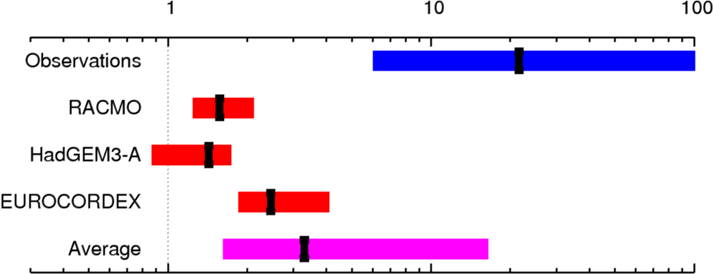 1 10 100
Observations
RACMO
HadGEM3-A
EUROCORDEX
Average